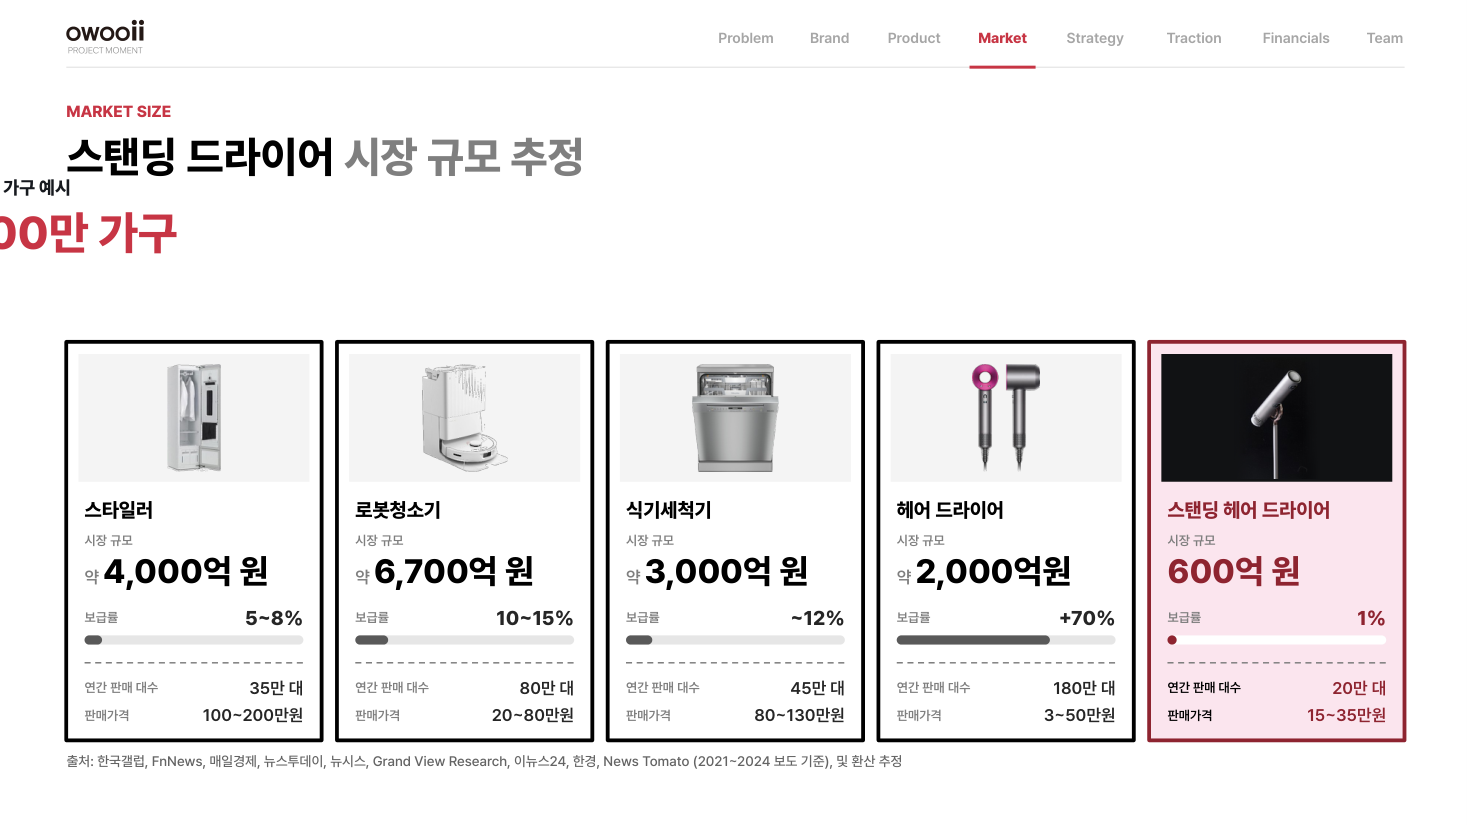 owooii
PROJECT MOMENT
Problem Brand Product Market Strategy Traction Financials Team
MARKET SIZE
스탠딩 드라이어 시장 규모 추정
가구 예시
00만 가구
스타일러
시장 규모
약 4,000억 원
보급률 5~8%
연간 판매 대수 35만 대
판매가격 100~200만원
로봇청소기
시장 규모
약 6,700억 원
보급률 10~15%
연간 판매 대수 80만 대
판매가격 20~80만원
식기세척기
시장 규모
약 3,000억 원
보급률 ~12%
연간 판매 대수 45만 대
판매가격 80~130만원
헤어 드라이어
시장 규모
약 2,000억원
보급률 +70%
연간 판매 대수 180만 대
판매가격 3~50만원
스탠딩 헤어 드라이어
시장 규모
600억 원
보급률 1%
연간 판매 대수 20만 대
판매가격 15~35만원
출처: 한국갤럽, FnNews, 매일경제, 뉴스투데이, 뉴시스, Grand View Research, 이뉴스24, 한경, News Tomato (2021~2024 보도 기준), 및 환산 추정